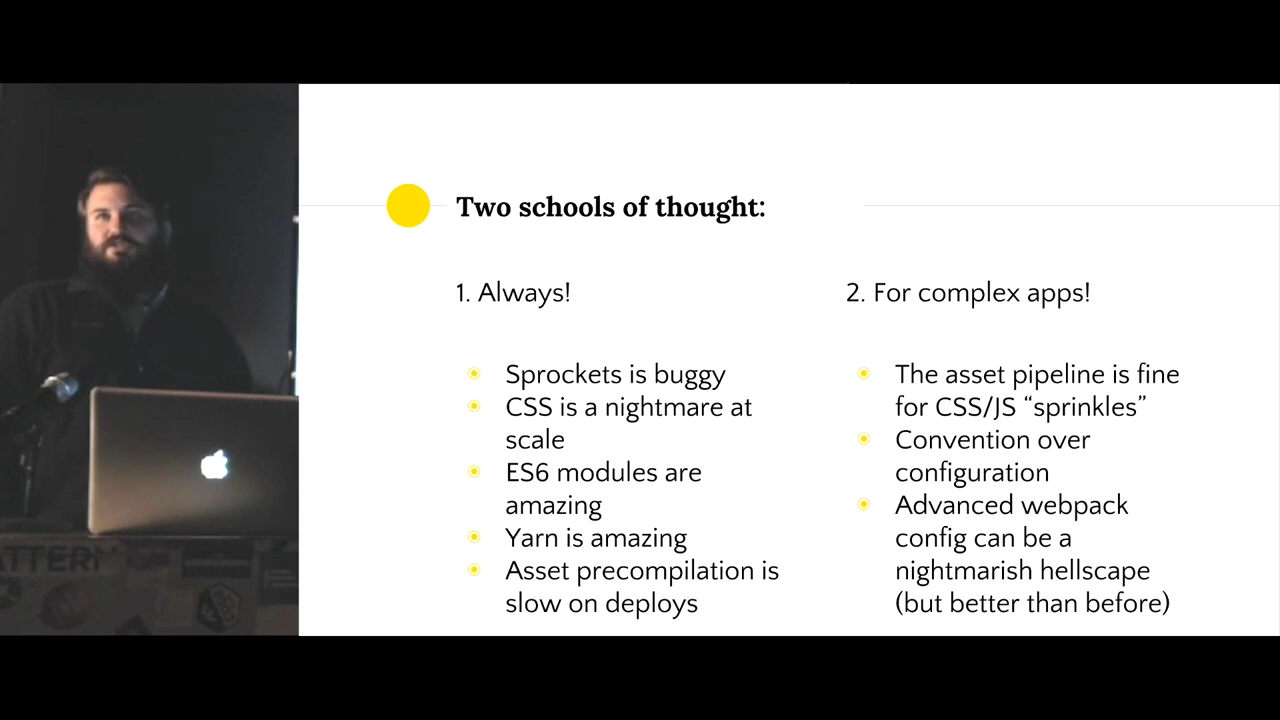 Two schools of thought:
1. Always!
Sprockets is buggy
CSS is a nightmare at
scale
ES6 modules are
amazing
Yarn is amazing
Asset precompilation is
slow on deploys
2. For complex apps!
The asset pipeline is fine
for CSS/JS “sprinkles”
Convention over
configuration
Advanced webpack
config can be a
nightmarish hellscape
(but better than before)
ATTERY